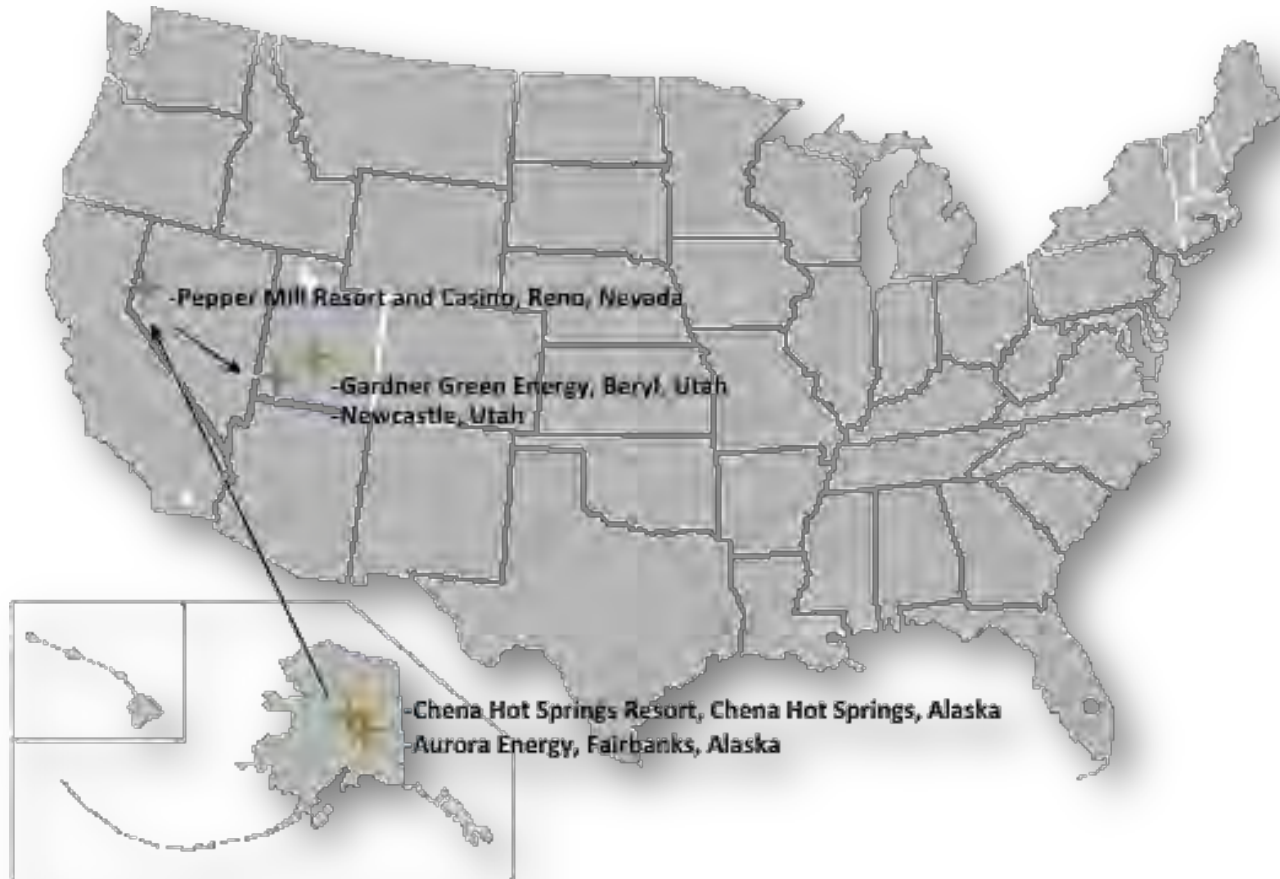 -Pepper Mill Resort and Casino, Reno, Nevada
-Gardner Green Energy, Beryl, Utah
-Newcastle, Utah
-Chena Hot Springs Resort, Chena Hot Springs, Alaska
-Aurora Energy, Fairbanks, Alaska